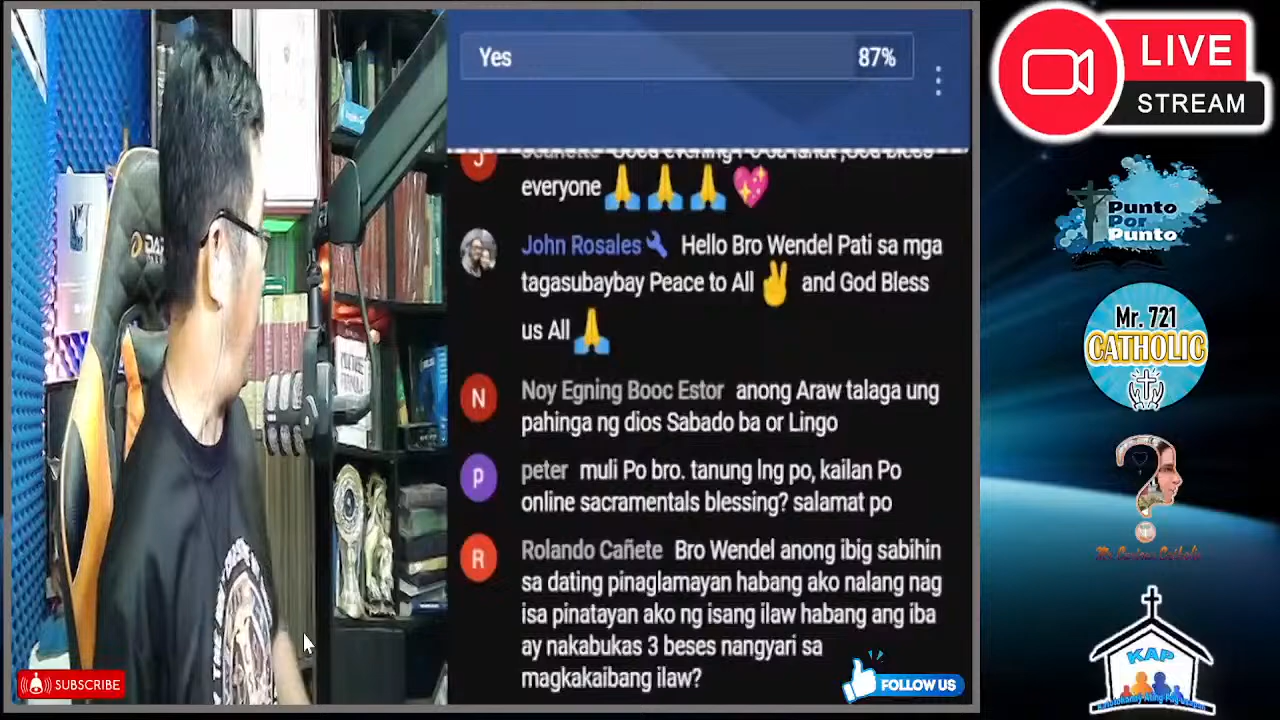 Yes 87%
Good evening
everyone 🙏 🙏 🙏 💖
John Rosales Hello Bro Wendel Pati sa mga
tagasubaybay Peace to All ✌ and God Bless
us All 🙏
N Noy Egning Booc Estor anong Araw talaga ung
pahinga ng dios Sabado ba or Lingo
p peter muli Po bro. tanung lng po, kailan Po
online sacramentals blessing? salamat po
R Rolando Cañete Bro Wendel anong ibig sabihin
sa dating pinaglamayan habang ako nalang nag
isa pinatayan ako ng isang ilaw habang ang iba
ay nakabukas 3 beses nangyari sa
magkakaibang ilaw?
SUBSCRIBE
FOLLOW US
LIVE
STREAM
Punto
Por
Punto
Mr. 721
CATHOLIC
KAP